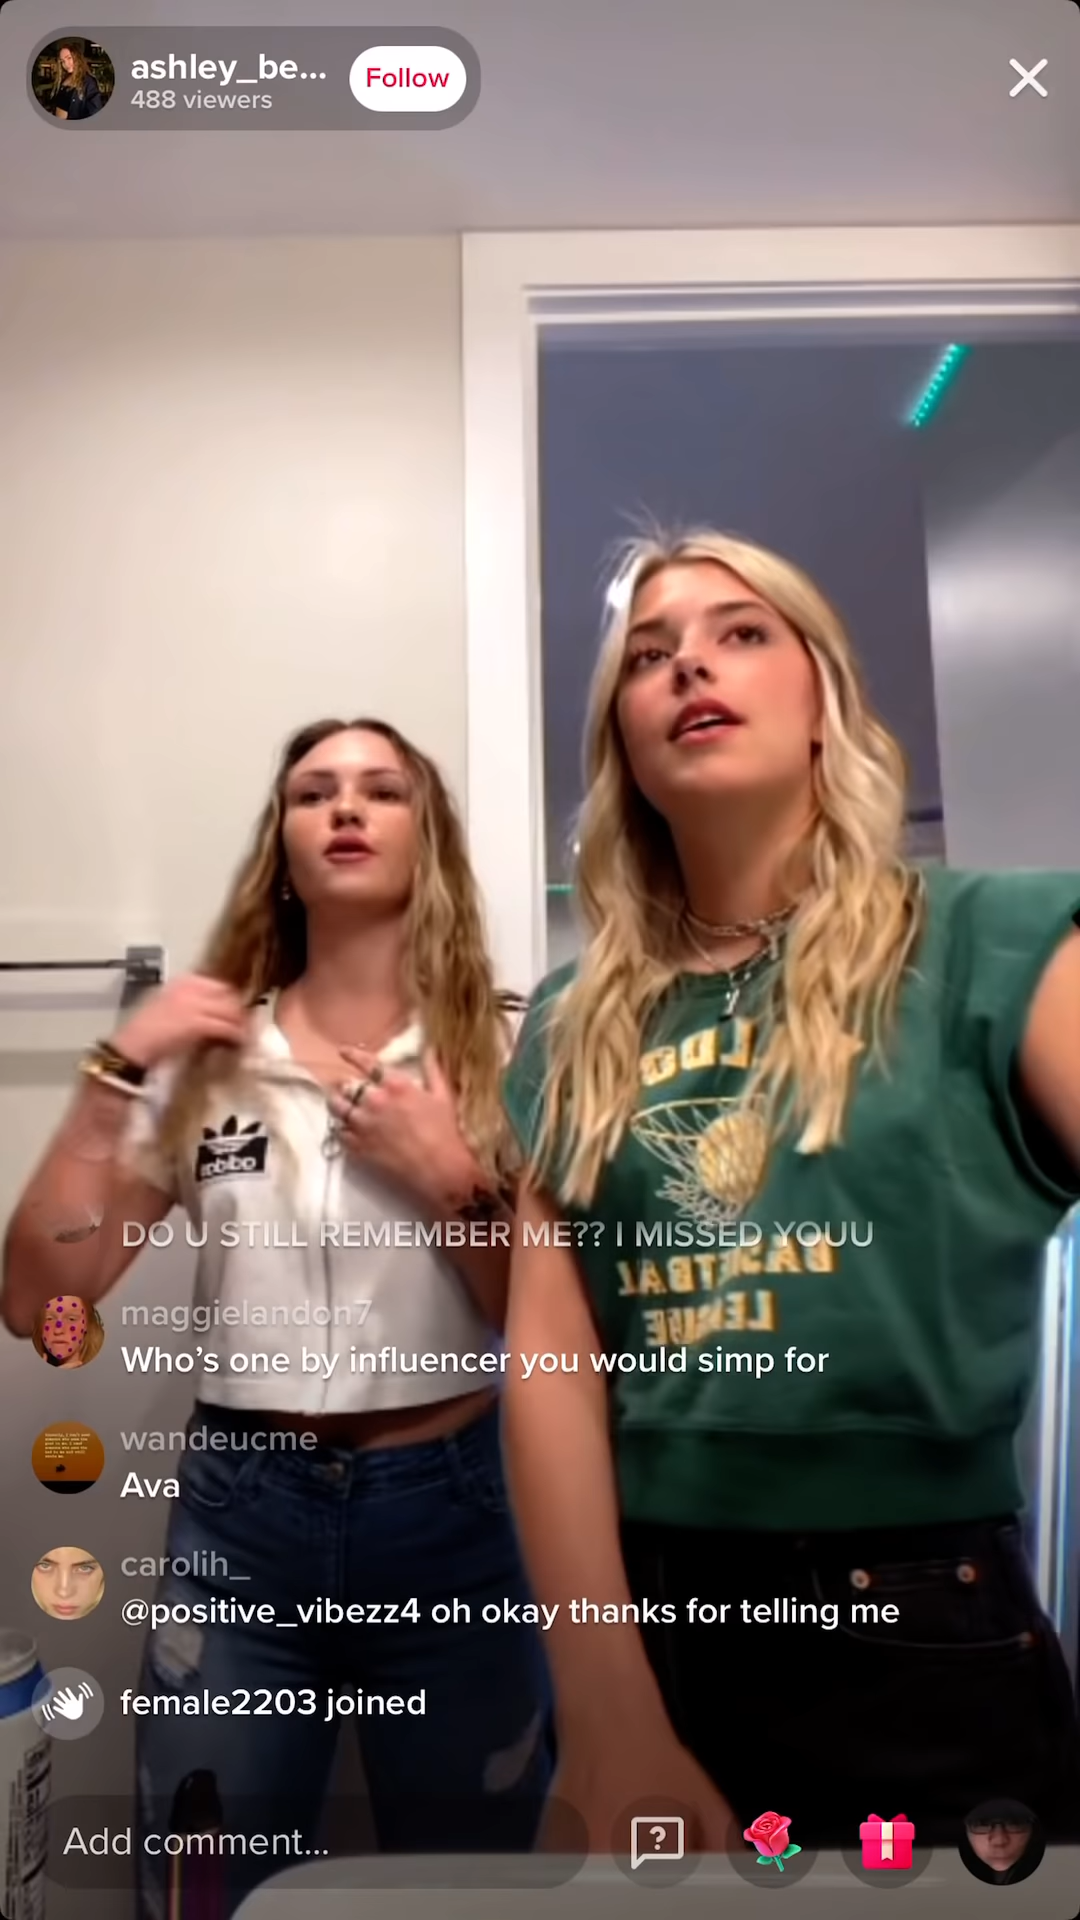 ashley_be...
Follow
488 viewers
DO U STILL REMEMBER ME?? I MISSED YOUU
maggielandon7
Who's one by influencer you would simp for
wandeucme
Ava
carolih_
@positive_vibezz4 oh okay thanks for telling me
female2203 joined
Add comment...